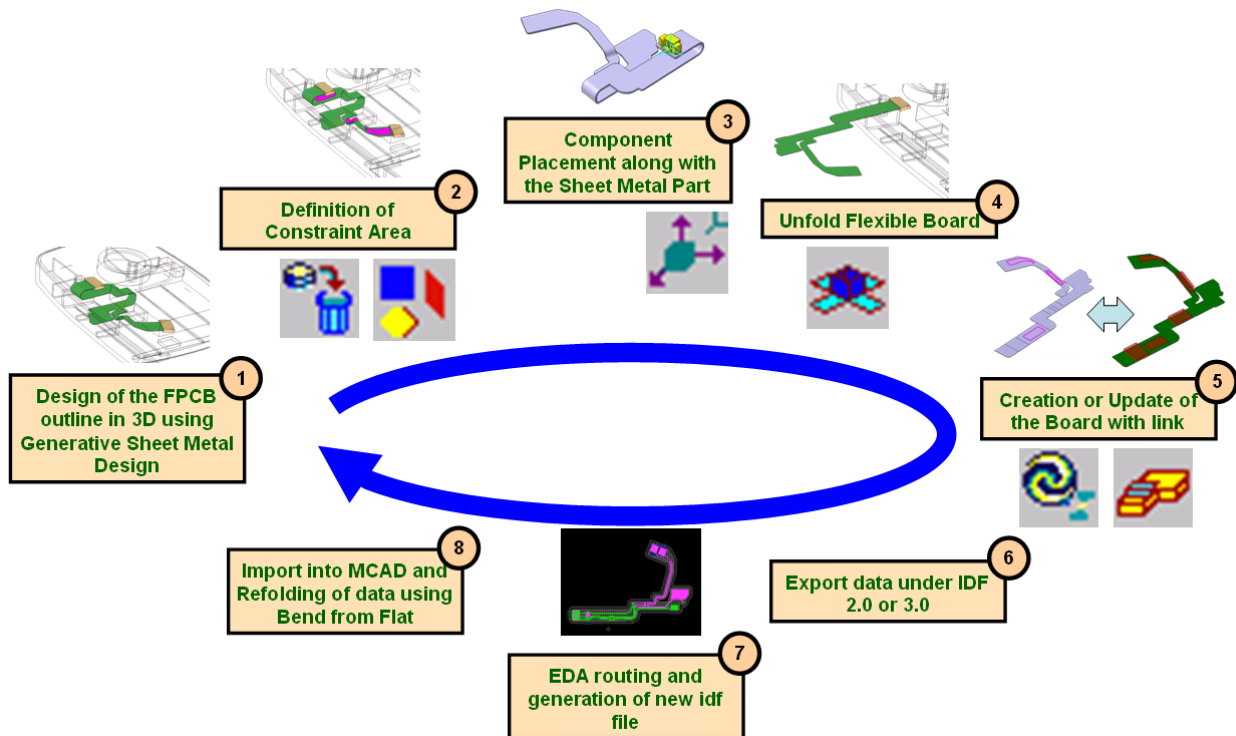 1
Design of the FPCB
outline in 3D using
Generative Sheet Metal
Design
2
Definition of
Constraint Area
3
Component
Placement along with
the Sheet Metal Part
4
Unfold Flexible Board
5
Creation or Update of
the Board with link
6
Export data under IDF
2.0 or 3.0
7
EDA routing and
generation of new idf
file
8
Import into MCAD and
Refolding of data using
Bend from Flat